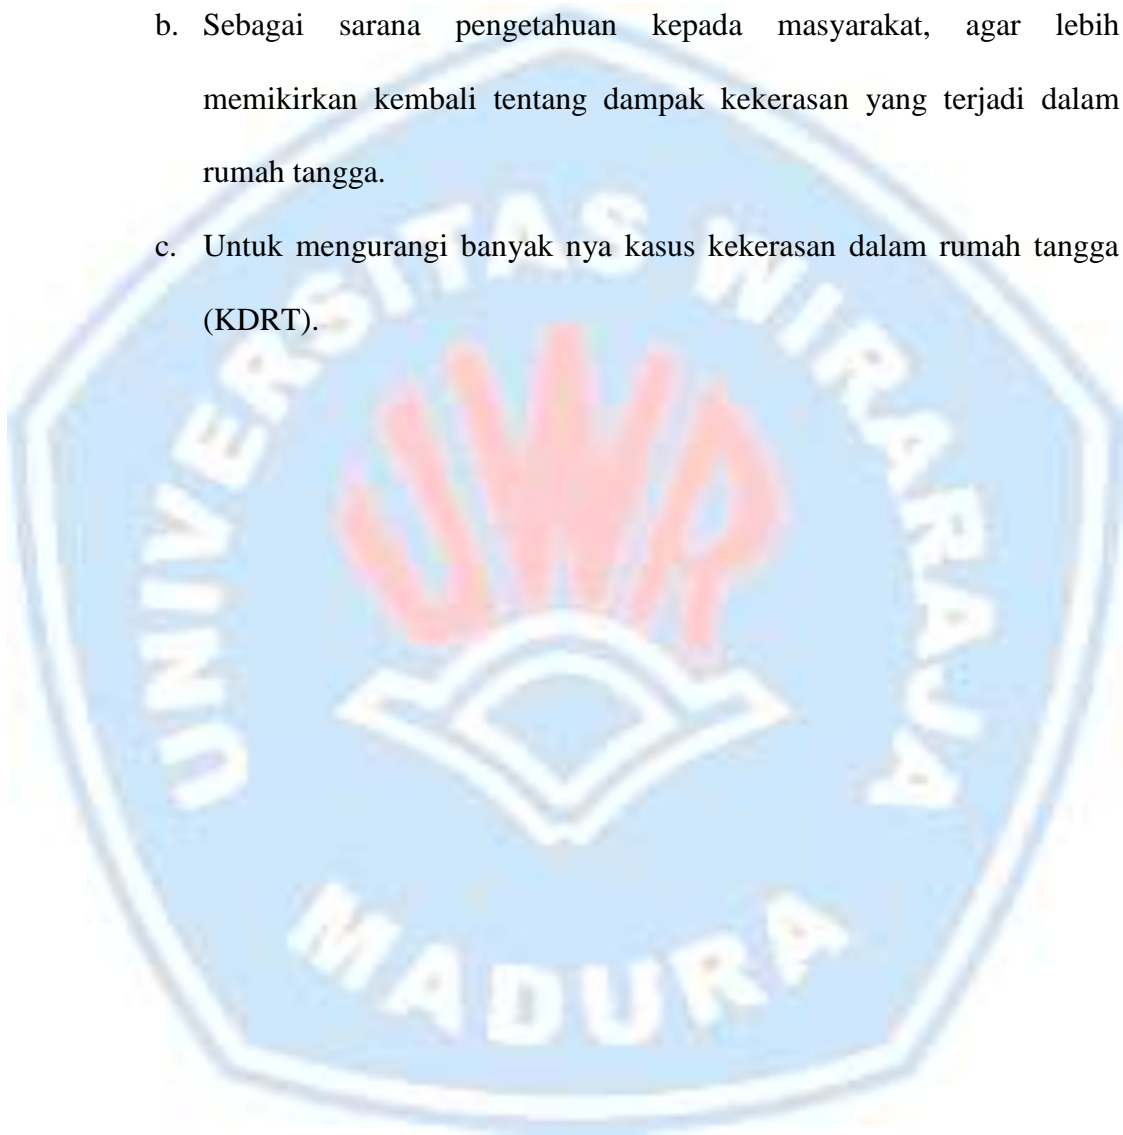 b. Sebagai sarana pengetahuan kepada masyarakat, agar lebih
memikirkan kembali tentang dampak kekerasan yang terjadi dalam
rumah tangga.
c. Untuk mengurangi banyak nya kasus kekerasan dalam rumah tangga
(KDRT).
UNIVERSITAS WIRARAJA
UWR
MADURA